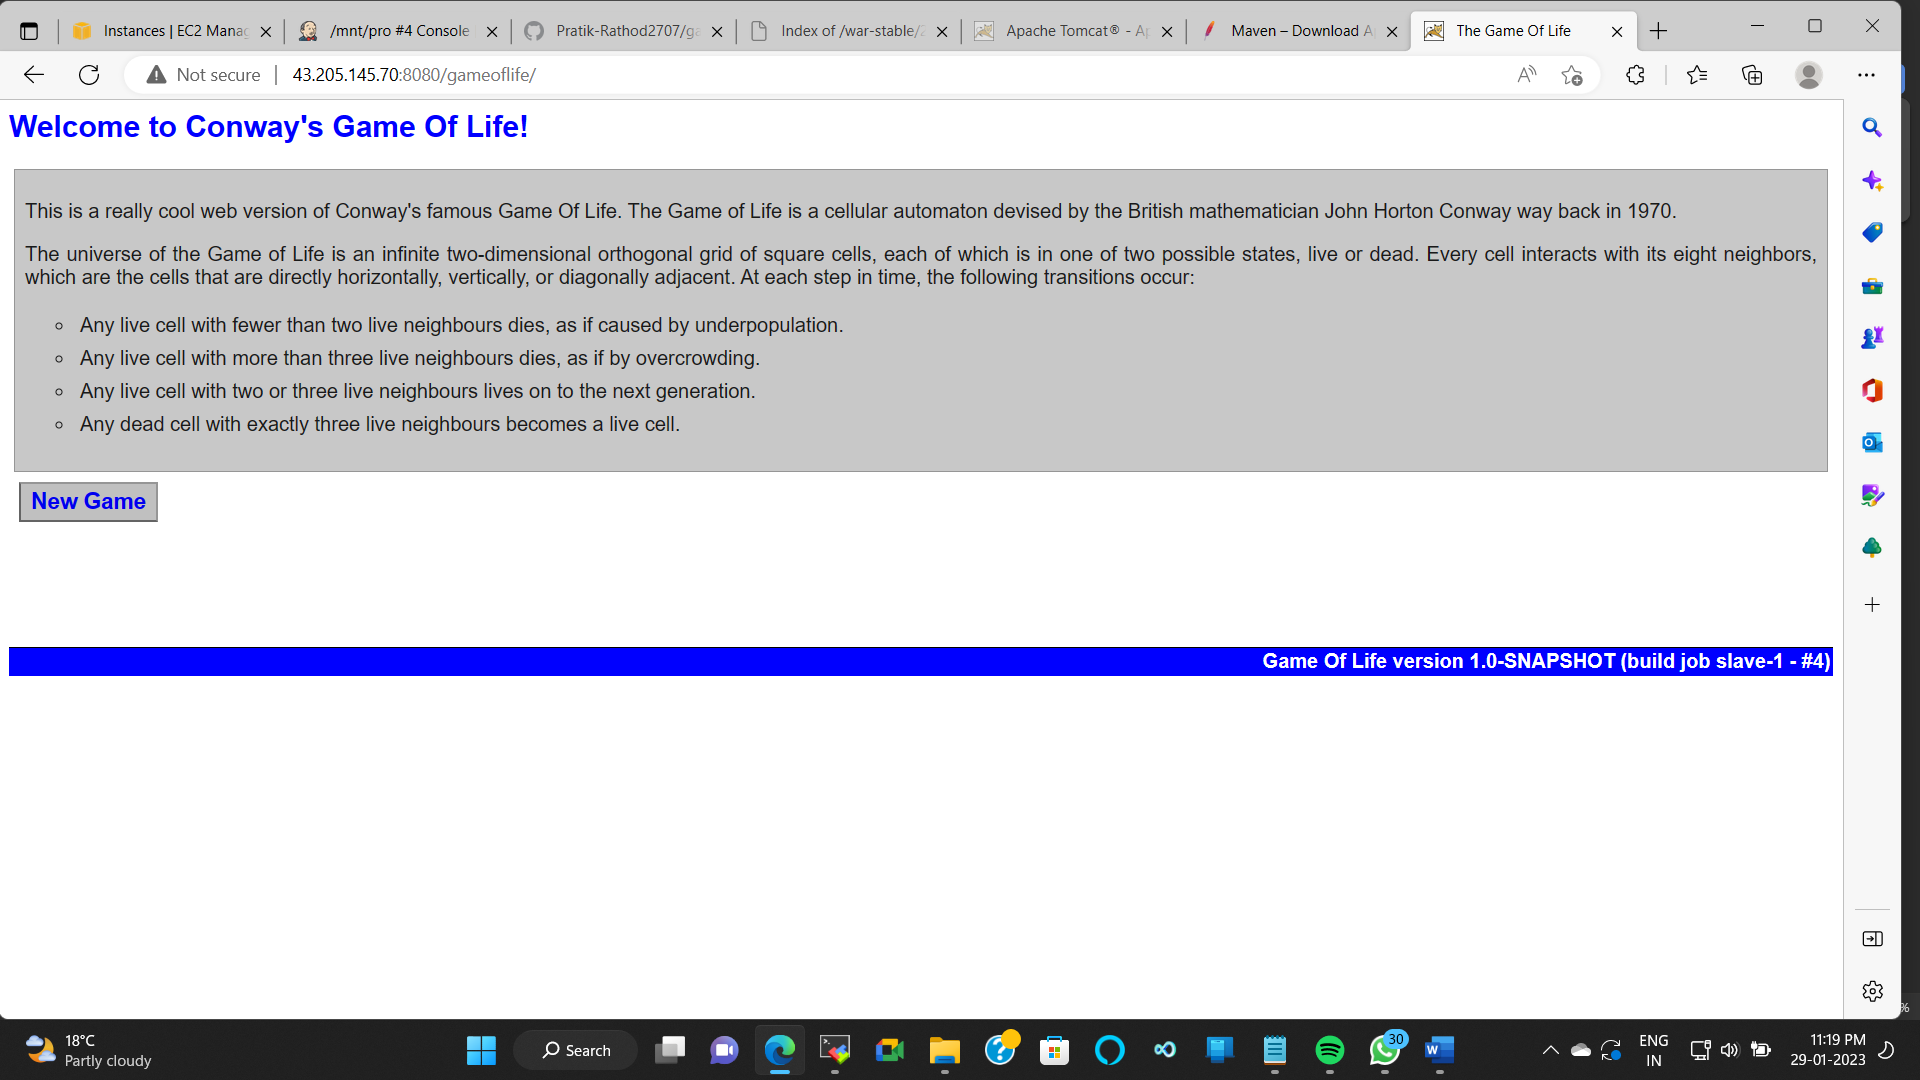 Instances | EC2 Manag
/mnt/pro #4 Console
Pratik-Rathod2707/ga
Index of /war-stable/2
Apache Tomcat® - Ap
Maven – Download A
The Game Of Life
Not secure
43.205.145.70:8080/gameoflife/
Welcome to Conway's Game Of Life!
This is a really cool web version of Conway's famous Game Of Life. The Game of Life is a cellular automaton devised by the British mathematician John Horton Conway way back in 1970.
The universe of the Game of Life is an infinite two-dimensional orthogonal grid of square cells, each of which is in one of two possible states, live or dead. Every cell interacts with its eight neighbors,
which are the cells that are directly horizontally, vertically, or diagonally adjacent. At each step in time, the following transitions occur:
Any live cell with fewer than two live neighbours dies, as if caused by underpopulation.
Any live cell with more than three live neighbours dies, as if by overcrowding.
Any live cell with two or three live neighbours lives on to the next generation.
Any dead cell with exactly three live neighbours becomes a live cell.
New Game
Game Of Life version 1.0-SNAPSHOT (build job slave-1 - #4)
%
18°C
Partly cloudy
Search
30
ENG
IN
11:19 PM
29-01-2023